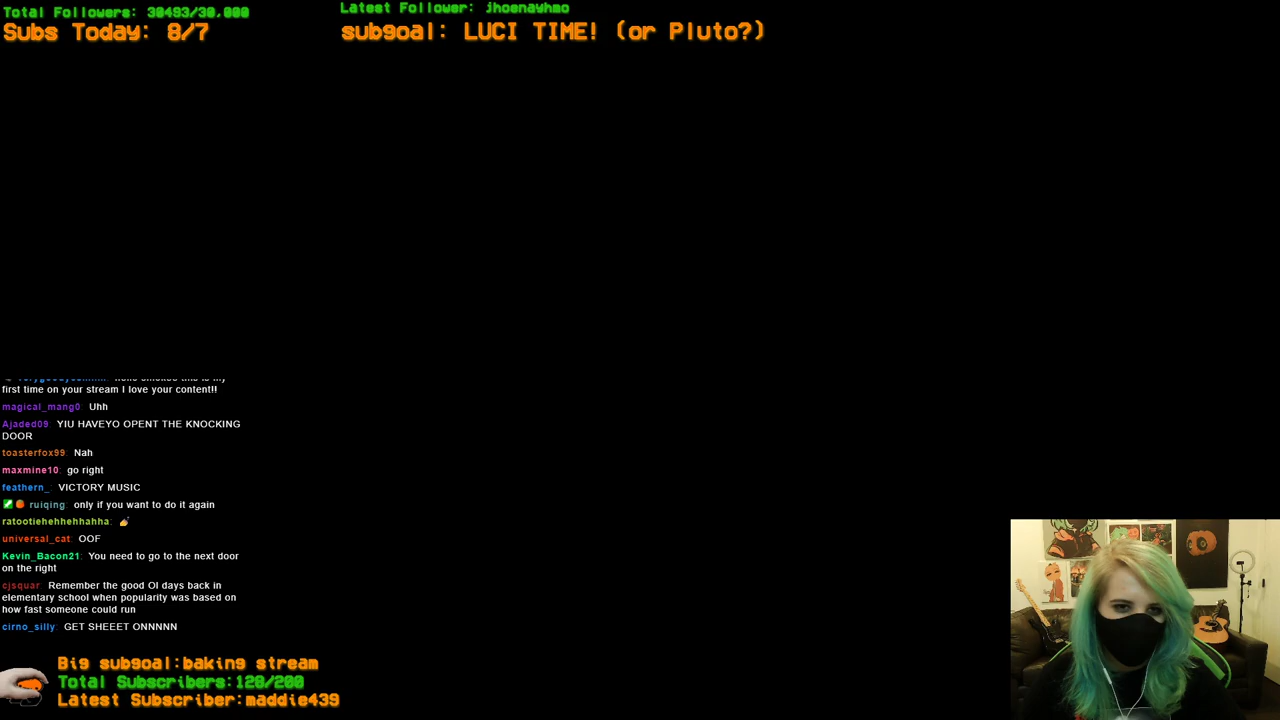 Total Followers: 30493/30,000
Latest Follower: jhoenayhmo
Subs Today: 8/7
subgoal: LUCI TIME! (or Pluto?)
first time on your stream I love your content!!
magical_mang0: Uhh
Ajaded09: YIU HAVEYO OPENT THE KNOCKING
DOOR
toasterfox99: Nah
maxmine10: go right
feathern_: VICTORY MUSIC
ruiqing: only if you want to do it again
ratootiehehhehhahha:
universal_cat: OOF
Kevin_Bacon21: You need to go to the next door
on the right
cjsquar: Remember the good Ol days back in
elementary school when popularity was based on
how fast someone could run
cirno_silly: GET SHEEET ONNNNN
Big subgoal:baking stream
Total Subscribers:128/200
Latest Subscriber:maddie439